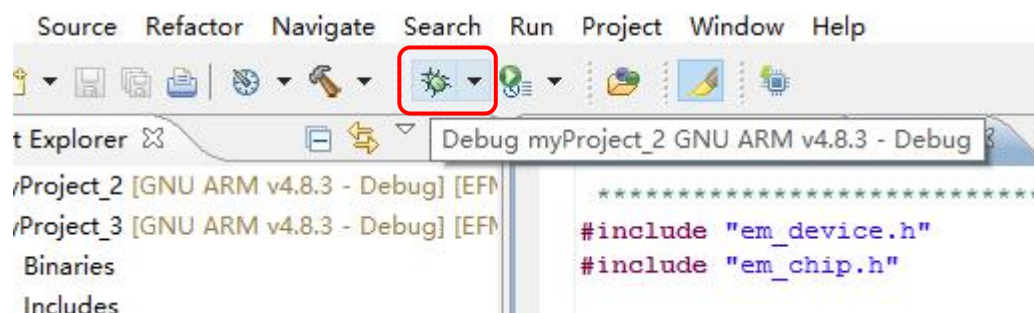 Source Refactor Navigate Search Run Project Window Help
t Explorer
Debug myProject_2 GNU ARM v4.8.3 - Debug
yProject_2 [GNU ARM v4.8.3 - Debug] [EFM
yProject_3 [GNU ARM v4.8.3 - Debug] [EFM
Binaries
Includes
*******************************
#include "em_device.h"
#include "em_chip.h"